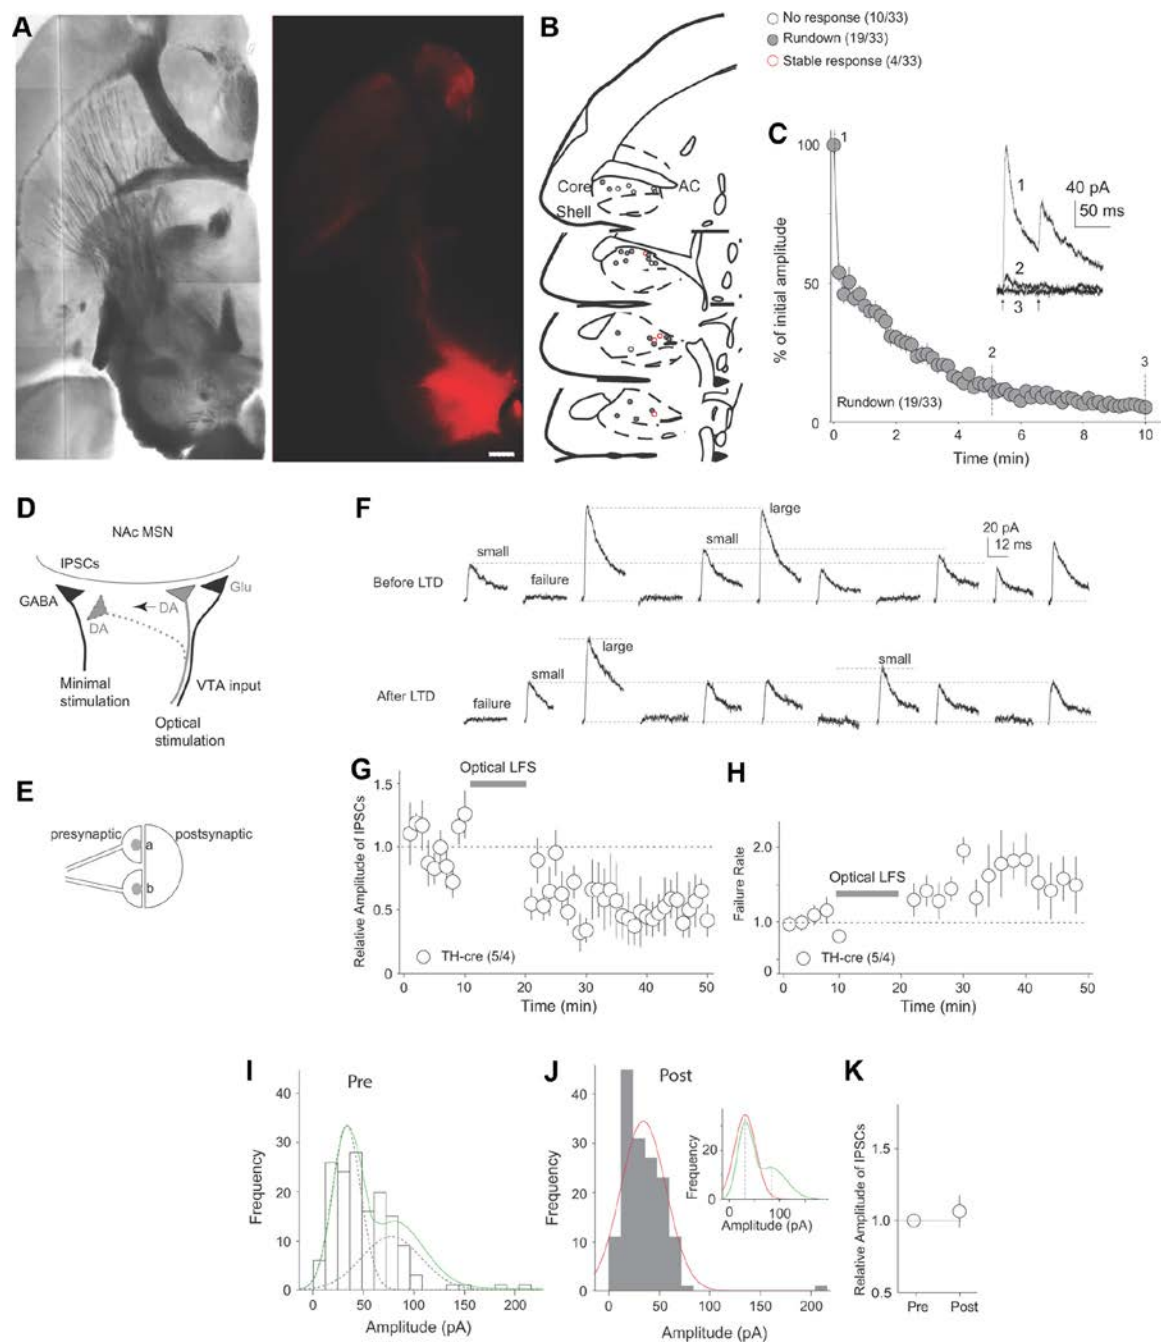 A
B
No response (10/33)
Rundown (19/33)
Stable response (4/33)
Core
AC
Shell
C
% of initial amplitude
100
50
0
1
2
3
1
2
3
40 pA
50 ms
Rundown (19/33)
0 2 4 6 8 10
Time (min)
D
NAc MSN
IPSCs
GABA
DA
DA
Glu
Minimal
stimulation
VTA input
Optical
stimulation
E
presynaptic
postsynaptic
a
b
F
Before LTD
small
failure
small
large
20 pA
12 ms
After LTD
failure
small
large
small
G
Relative Amplitude of IPSCs
1.5
1.0
0.5
0
Optical LFS
TH-cre (5/4)
0 10 20 30 40 50
Time (min)
H
Failure Rate
2.0
1.0
0
Optical LFS
TH-cre (5/4)
0 10 20 30 40 50
Time (min)
I
Pre
Frequency
40
30
20
10
0
0 50 100 150 200
Amplitude (pA)
J
Post
Frequency
40
30
20
10
0
0 50 100 150 200
Amplitude (pA)
Frequency
20
0
0 100
Amplitude (pA)
K
Relative Amplitude of IPSCs
1.5
1.0
0.5
Pre Post